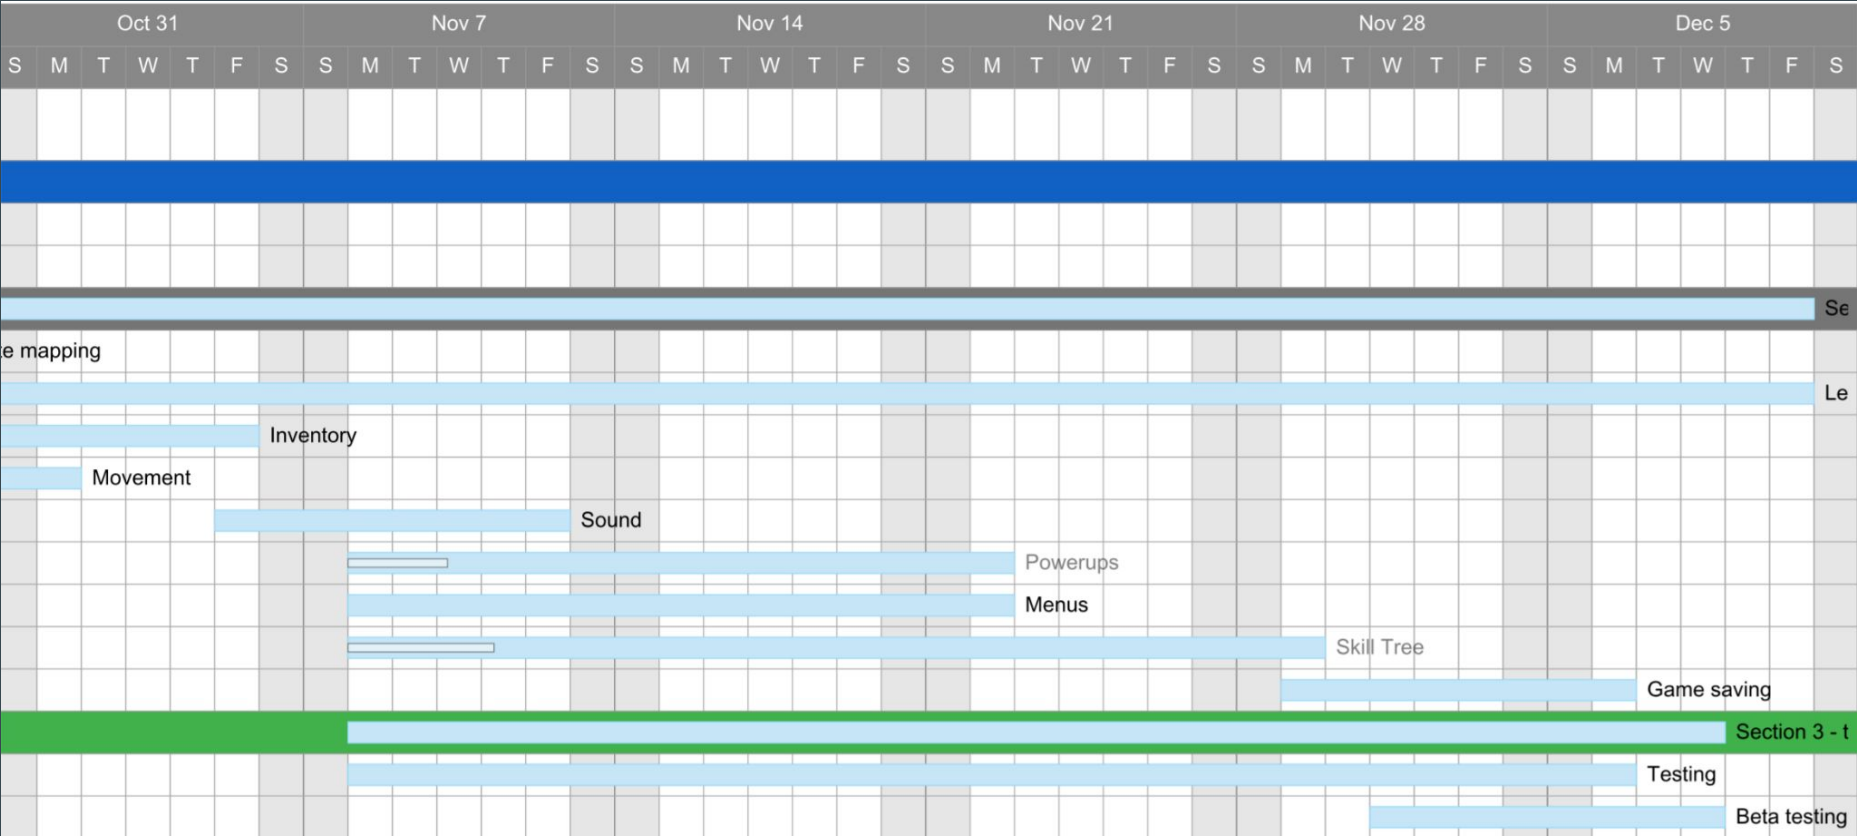 Oct 31 Nov 7 Nov 14 Nov 21 Nov 28 Dec 5
S M T W T F S S M T W T F S S M T W T F S S M T W T F S S M T W T F S S M T W T F S
Se
te mapping
Le
Inventory
Movement
Sound
Powerups
Menus
Skill Tree
Game saving
Section 3 - t
Testing
Beta testing